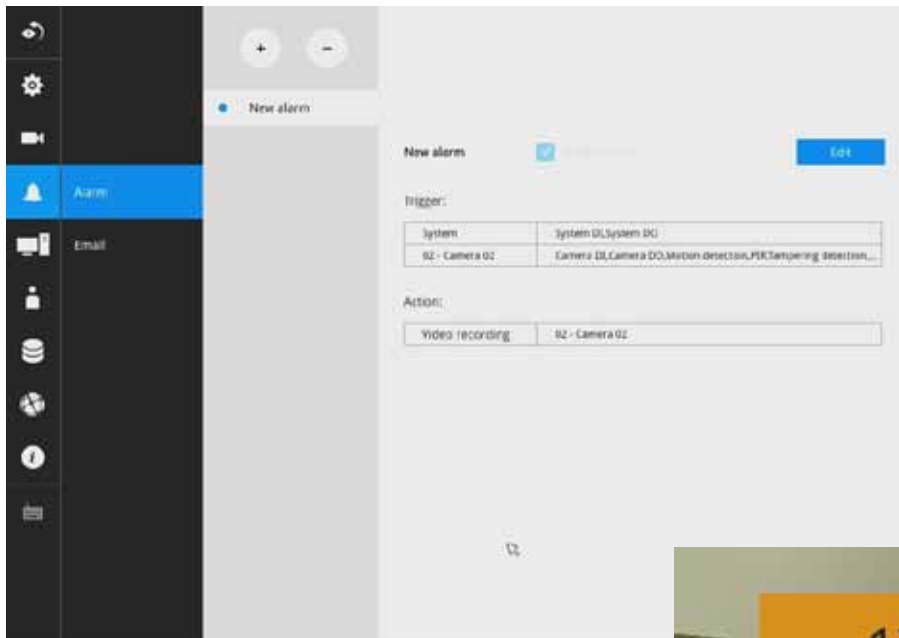 + −
New alarm
New alarm
Edit
Alarm
Trigger:
System System DI,System DO
Email
02 - Camera 02 Camera DI,Camera DO,Motion detection,PIR,Tampering detection,...
Action:
Video recording 02 - Camera 02